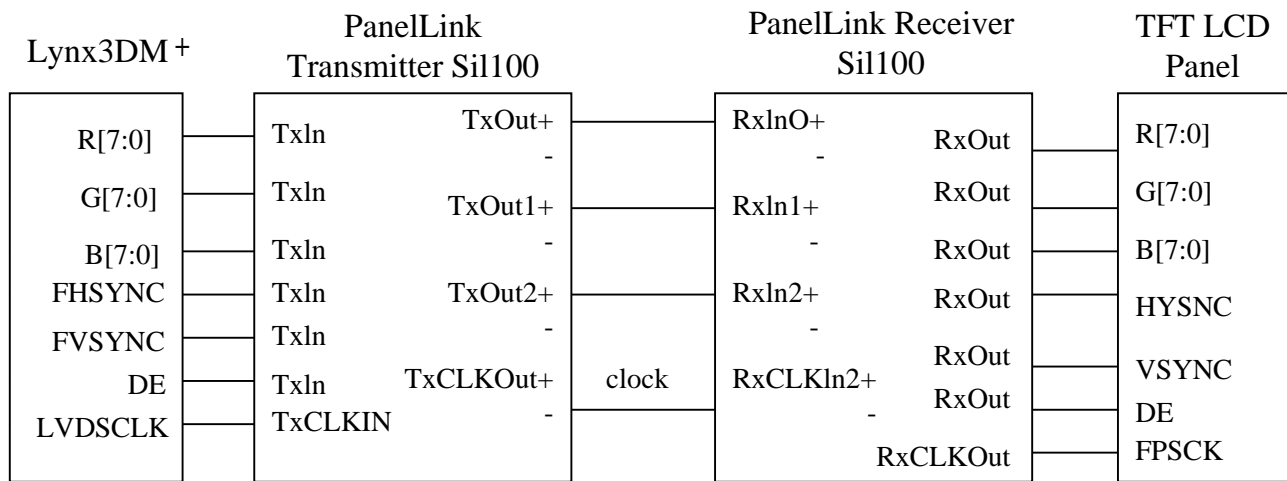 Lynx3DM +
PanelLink
Transmitter Sil100
PanelLink Receiver
Sil100
TFT LCD
Panel
R[7:0]
G[7:0]
B[7:0]
FHSYNC
FVSYNC
DE
LVDSCLK
Txln
Txln
Txln
Txln
Txln
Txln
TxCLKIN
TxOut+
-
TxOut1+
-
TxOut2+
-
TxCLKOut+
-
clock
RxlnO+
-
Rxln1+
-
Rxln2+
-
RxCLKln2+
-
RxOut
RxOut
RxOut
RxOut
RxOut
RxOut
RxCLKOut
R[7:0]
G[7:0]
B[7:0]
HYSNC
VSYNC
DE
FPSCK